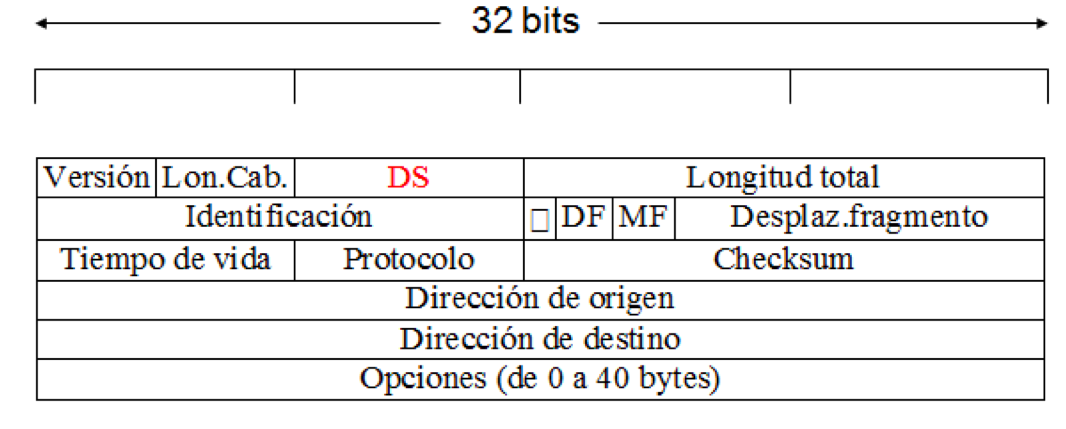 32 bits
Versión Lon.Cab. DS Longitud total
Identificación DF MF Desplaz.fragmento
Tiempo de vida Protocolo Checksum
Dirección de origen
Dirección de destino
Opciones (de 0 a 40 bytes)